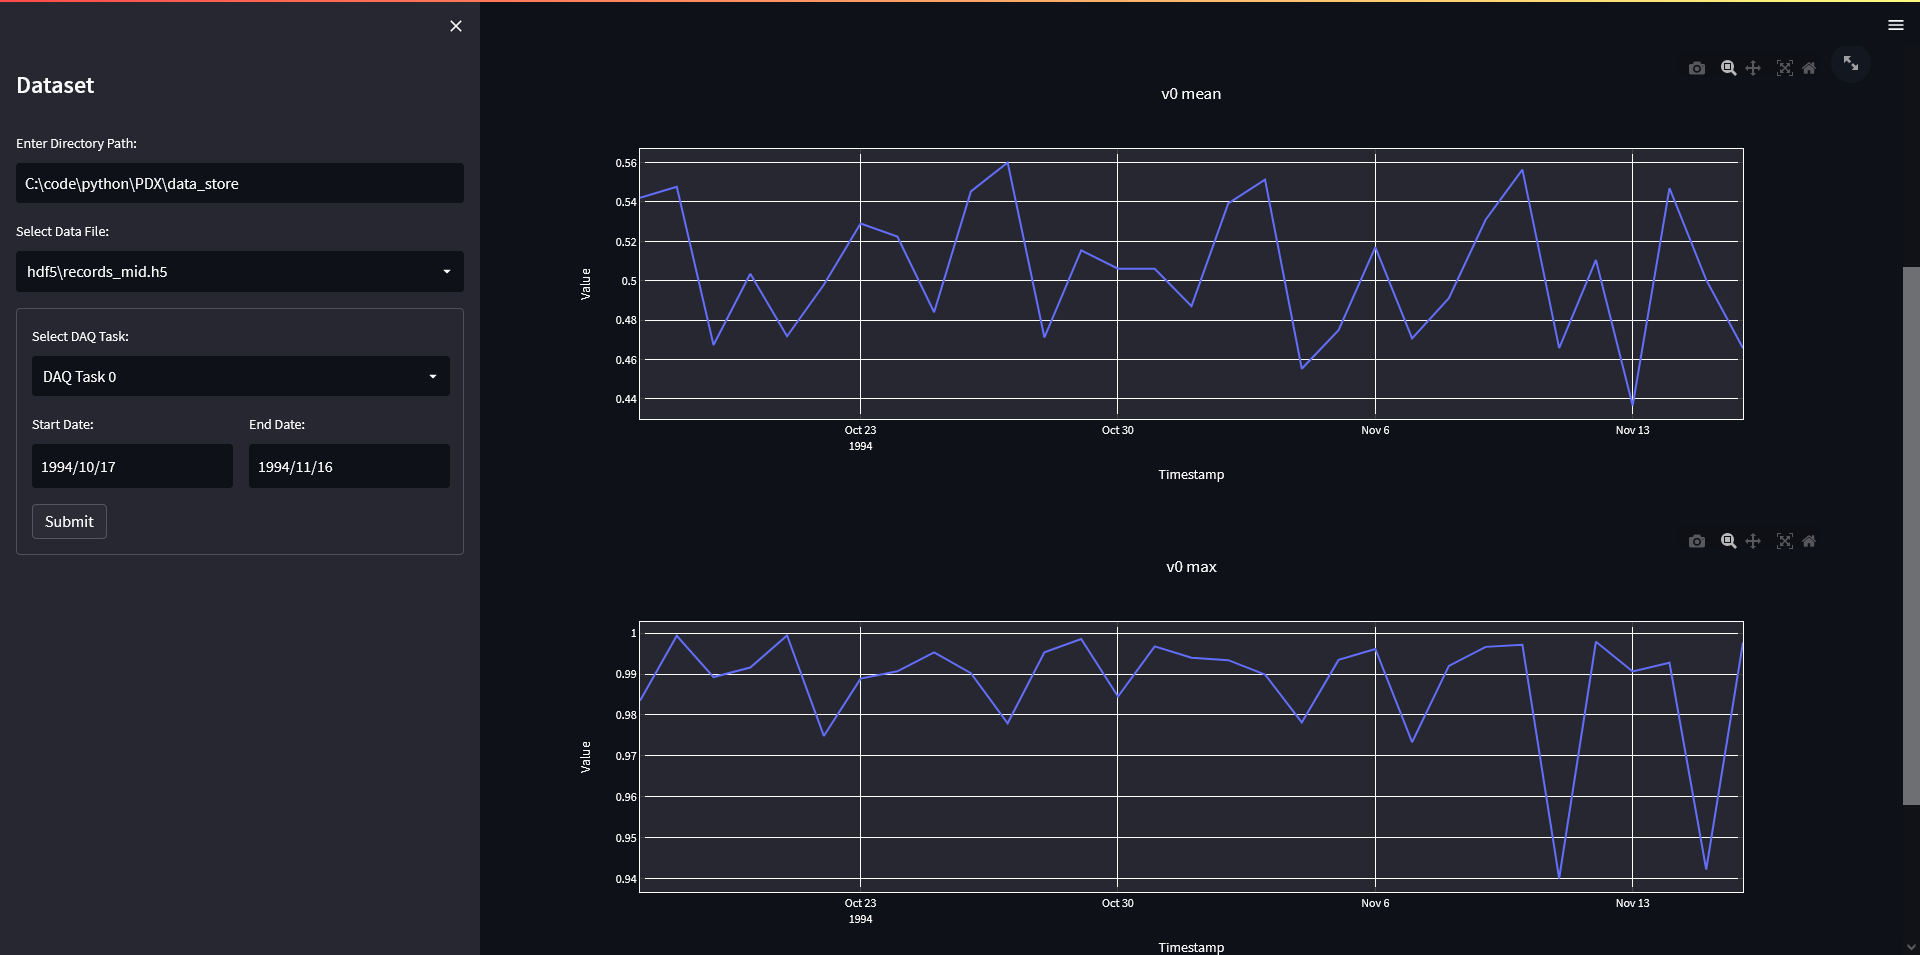 Dataset
Enter Directory Path:
C:\code\python\PDX\data_store
Select Data File:
hdf5\records_mid.h5
Select DAQ Task:
DAQ Task 0
Start Date:
End Date:
1994/10/17
1994/11/16
Submit
v0 mean
0.56
0.54
0.52
0.5
0.48
0.46
0.44
Value
Oct 23
1994
Oct 30
Nov 6
Nov 13
Timestamp
v0 max
1
0.99
0.98
0.97
0.96
0.95
0.94
Value
Oct 23
1994
Oct 30
Nov 6
Nov 13
Timestamp